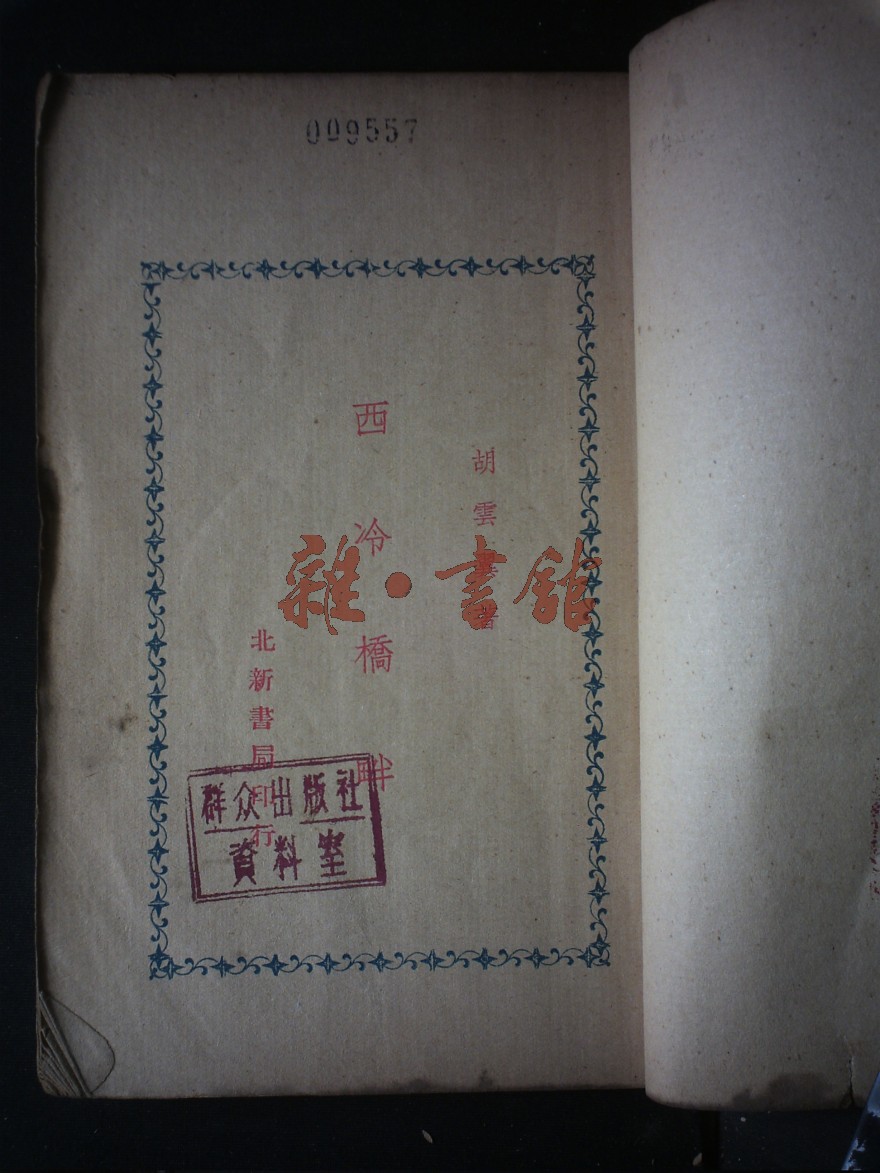 009557
胡雲翼著
西冷橋畔
北新書局印行
群众出版社
資料室
雜·書館